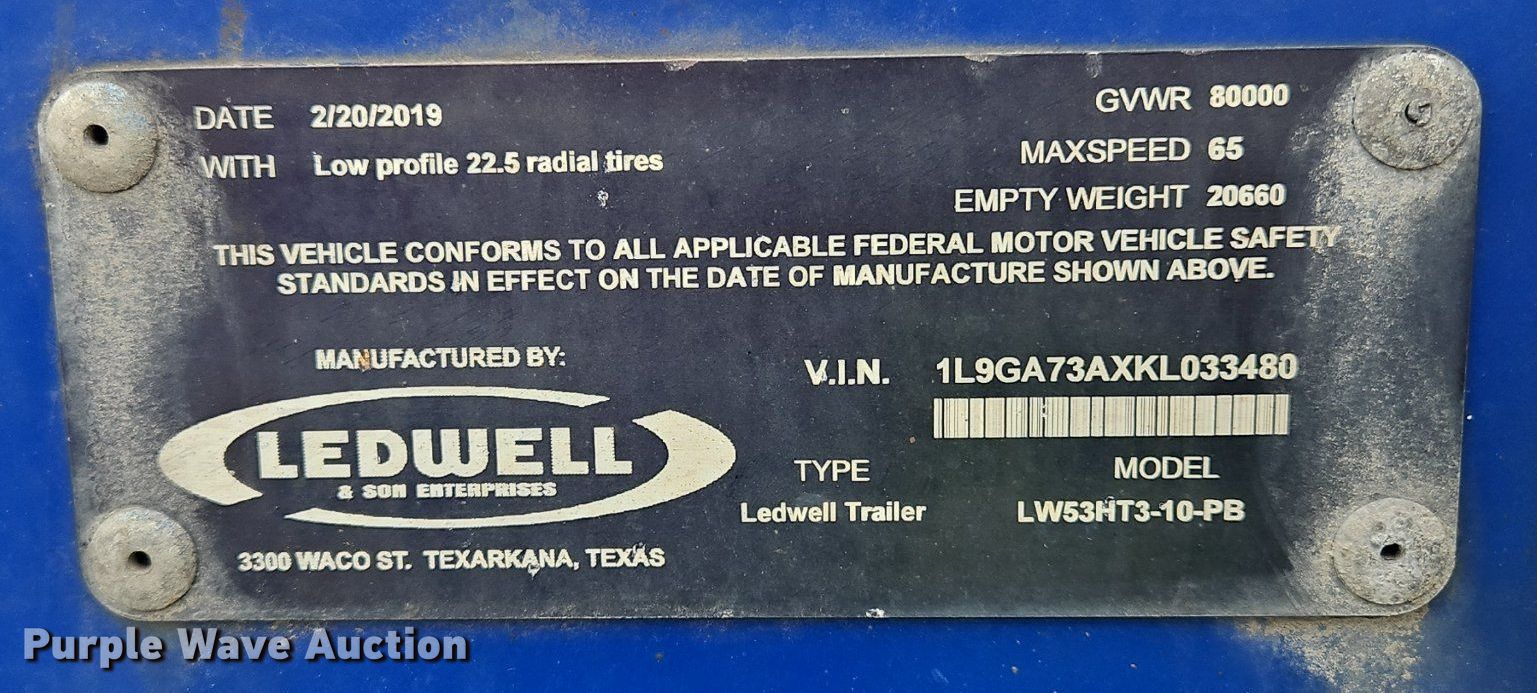 DATE 2/20/2019
GVWR 80000
WITH Low profile 22.5 radial tires
MAXSPEED 65
EMPTY WEIGHT 20660
THIS VEHICLE CONFORMS TO ALL APPLICABLE FEDERAL MOTOR VEHICLE SAFETY
STANDARDS IN EFFECT ON THE DATE OF MANUFACTURE SHOWN ABOVE.
MANUFACTURED BY:
LEDWELL
& SON ENTERPRISES
3300 WACO ST. TEXARKANA, TEXAS
V.I.N. 1L9GA73AXKL033480
TYPE MODEL
Ledwell Trailer LW53HT3-10-PB
Purple Wave Auction